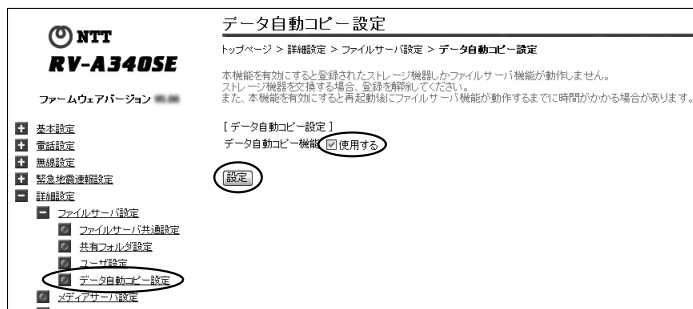 NTT
RV-A340SE
ファームウェアバージョン
基本設定
電話設定
無線設定
緊急地震速報設定
詳細設定
ファイルサーバ設定
ファイルサーバ共通設定
共有フォルダ設定
ユーザ設定
データ自動コピー設定
メディアサーバ設定
データ自動コピー設定
トップページ > 詳細設定 > ファイルサーバ設定 > データ自動コピー設定
本機能を有効にすると登録されたストレージ機器しかファイルサーバ機能が動作しません。
ストレージ機器を交換する場合、登録を解除してください。
また、本機能を有効にすると再起動後にファイルサーバ機能が動作するまでに時間がかかる場合があります。
[ データ自動コピー設定 ]
データ自動コピー機能 使用する
設定